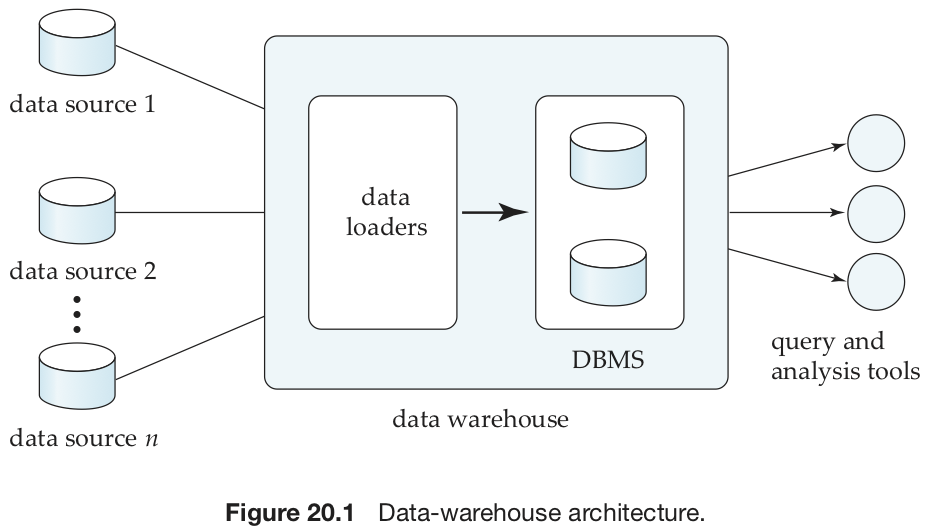 data source 1
data source 2
data source n
data
loaders
DBMS
data warehouse
query and
analysis tools
Figure 20.1 Data-warehouse architecture.